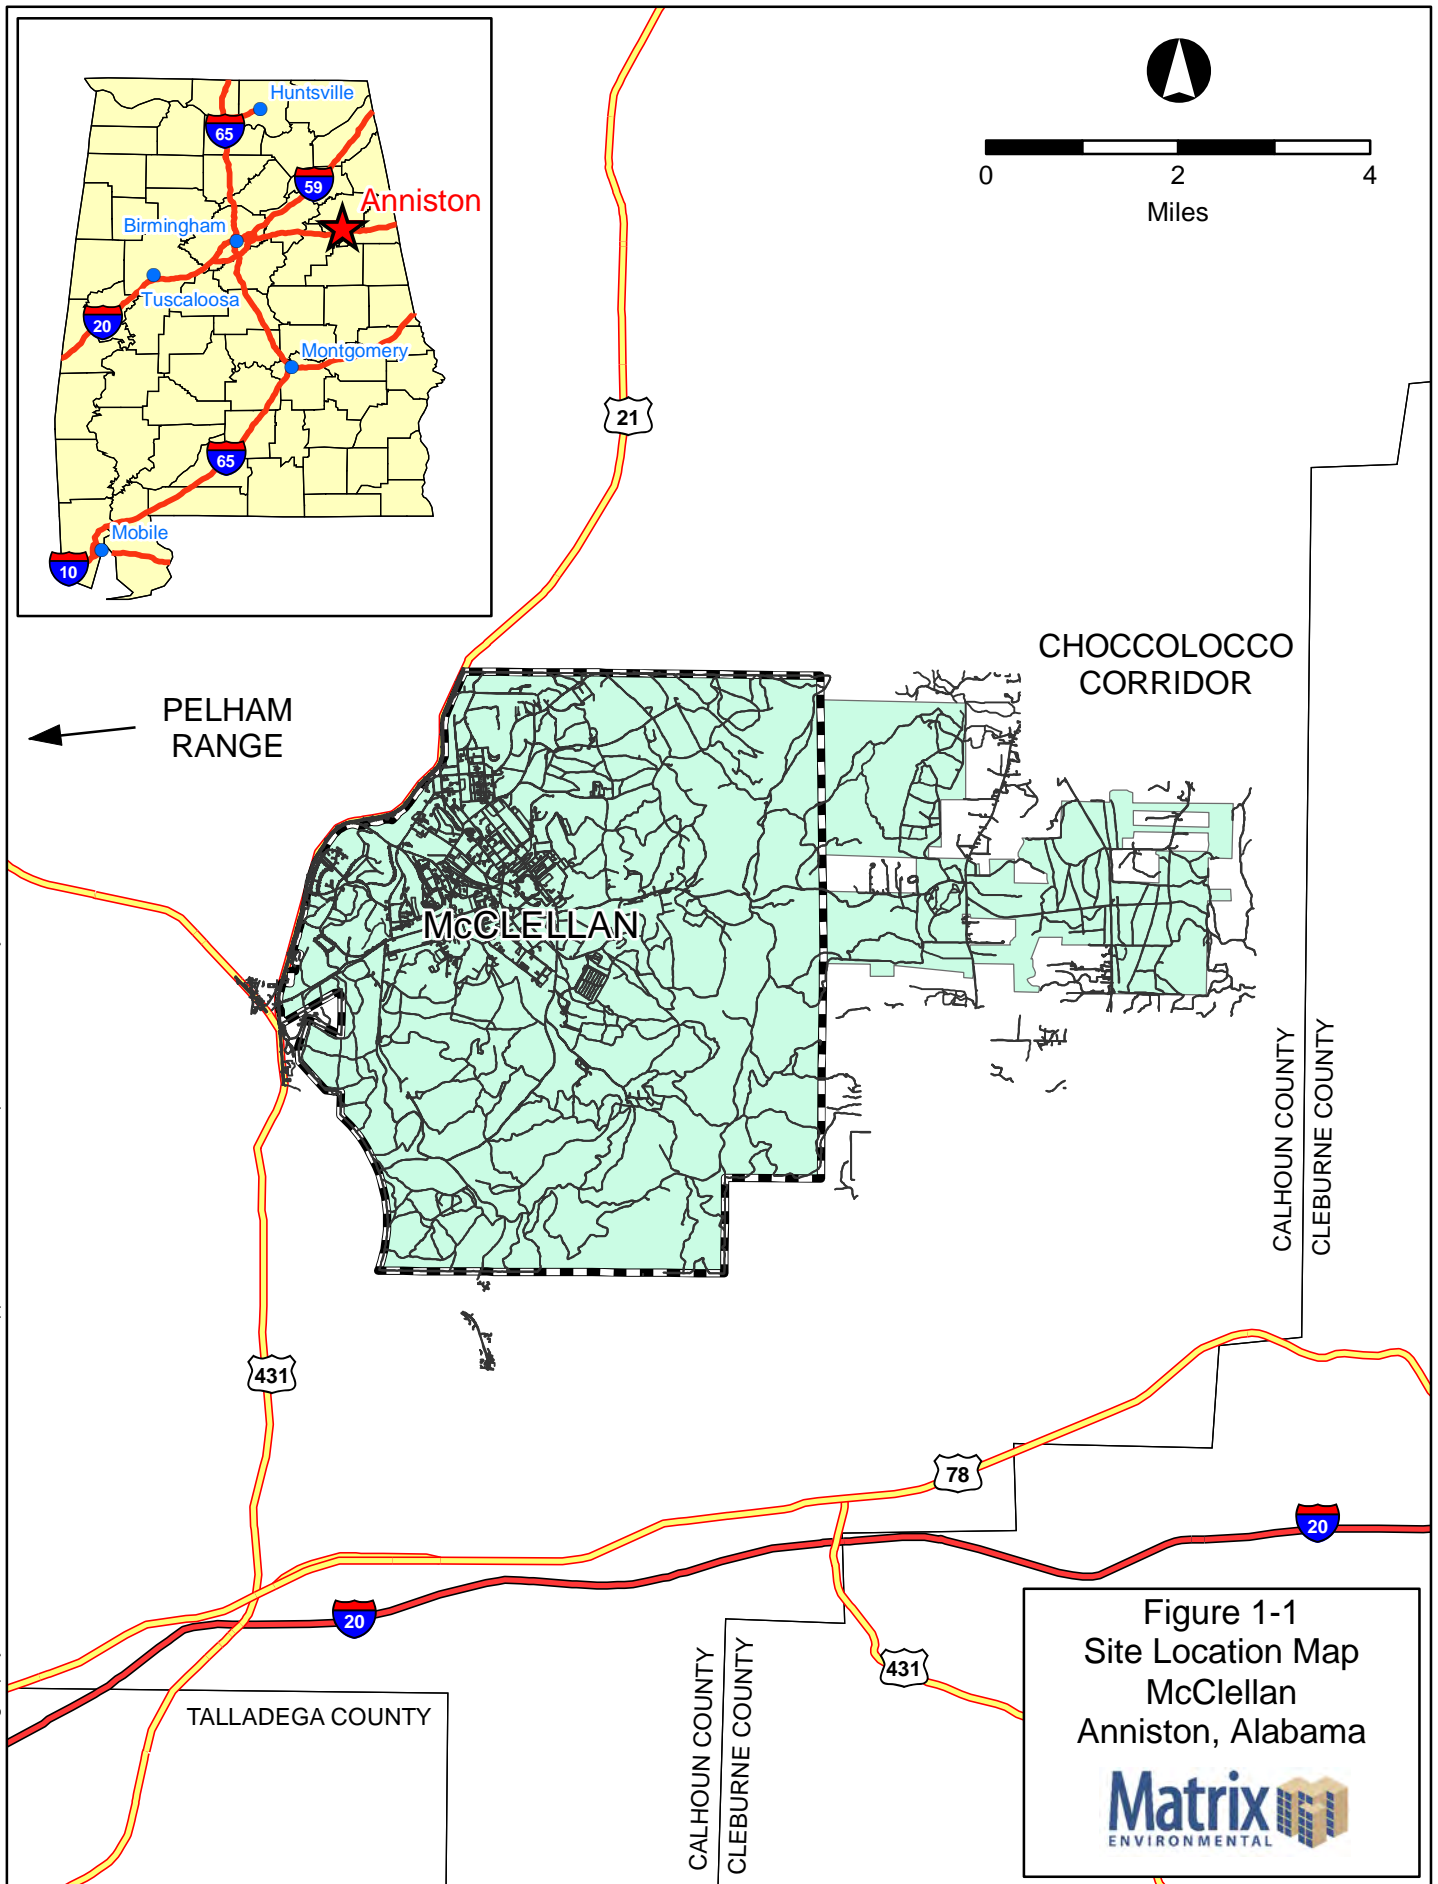 Huntsville
65
59
Anniston
Birmingham
Tuscaloosa
20
Montgomery
65
Mobile
10
0 2 4
Miles
21
CHOCCOLOCCO
CORRIDOR
PELHAM
RANGE
McCLELLAN
CALHOUN COUNTY
CLEBURNE COUNTY
431
78
20
20
431
TALLADEGA COUNTY
CALHOUN COUNTY
CLEBURNE COUNTY
Figure 1-1
Site Location Map
McClellan
Anniston, Alabama
Matrix
ENVIRONMENTAL